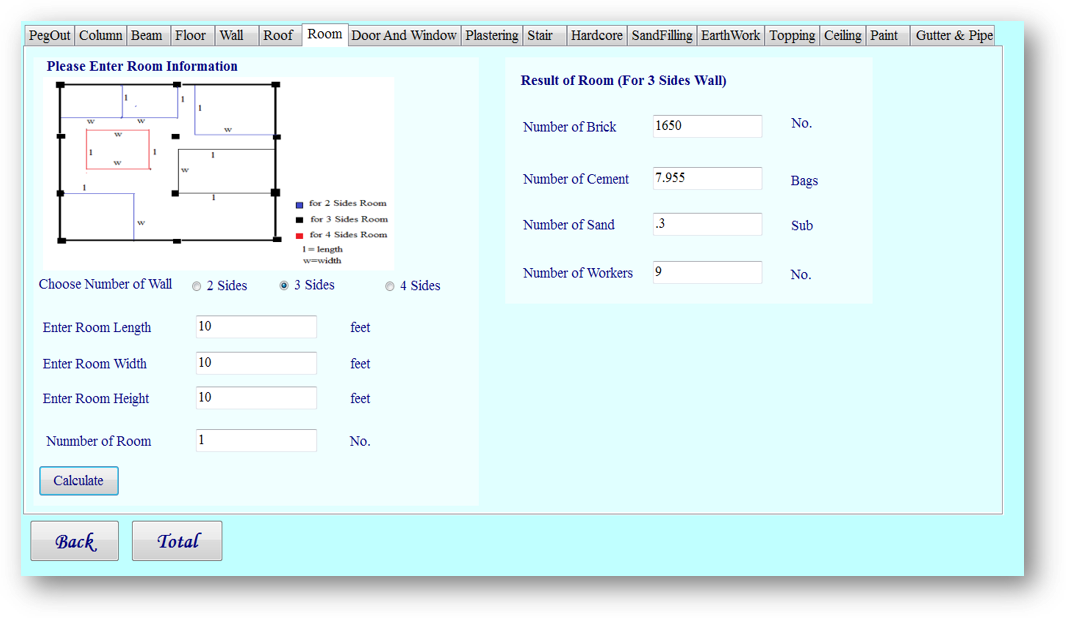 PegOut Column Beam Floor Wall Roof Room Door And Window Plastering Stair Hardcore SandFilling EarthWork Topping Ceiling Paint Gutter & Pipe
Please Enter Room Information
l l l
w w w w
l w l l
w w
l l
w
for 2 Sides Room
for 3 Sides Room
for 4 Sides Room
l = length
w=width
Choose Number of Wall 2 Sides 3 Sides 4 Sides
Enter Room Length 10 feet
Enter Room Width 10 feet
Enter Room Height 10 feet
Nunmber of Room 1 No.
Calculate
Result of Room (For 3 Sides Wall)
Number of Brick 1650 No.
Number of Cement 7.955 Bags
Number of Sand .3 Sub
Number of Workers 9 No.
Back Total